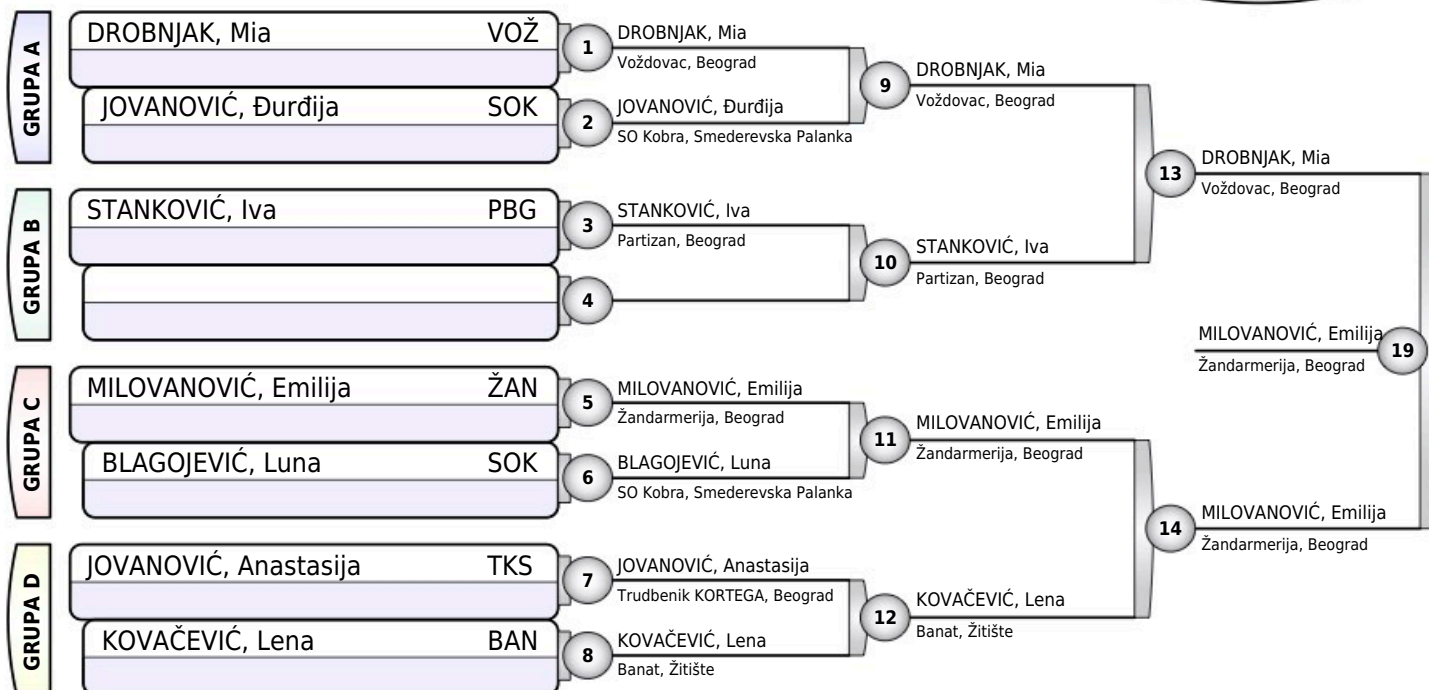 GRUPA A
DROBNJAK, Mia VOŽ
JOVANOVIĆ, Đurđija SOK
GRUPA B
STANKOVIĆ, Iva PBG
GRUPA C
MILOVANOVIĆ, Emilija ŽAN
BLAGOJEVIĆ, Luna SOK
GRUPA D
JOVANOVIĆ, Anastasija TKS
KOVAČEVIĆ, Lena BAN
1 DROBNJAK, Mia
Voždovac, Beograd
2 JOVANOVIĆ, Đurđija
SO Kobra, Smederevska Palanka
3 STANKOVIĆ, Iva
Partizan, Beograd
4
5 MILOVANOVIĆ, Emilija
Žandarmerija, Beograd
6 BLAGOJEVIĆ, Luna
SO Kobra, Smederevska Palanka
7 JOVANOVIĆ, Anastasija
Trudbenik KORTEGA, Beograd
8 KOVAČEVIĆ, Lena
Banat, Žitište
9 DROBNJAK, Mia
Voždovac, Beograd
10 STANKOVIĆ, Iva
Partizan, Beograd
11 MILOVANOVIĆ, Emilija
Žandarmerija, Beograd
12 KOVAČEVIĆ, Lena
Banat, Žitište
13 DROBNJAK, Mia
Voždovac, Beograd
14 MILOVANOVIĆ, Emilija
Žandarmerija, Beograd
MILOVANOVIĆ, Emilija 19
Žandarmerija, Beograd